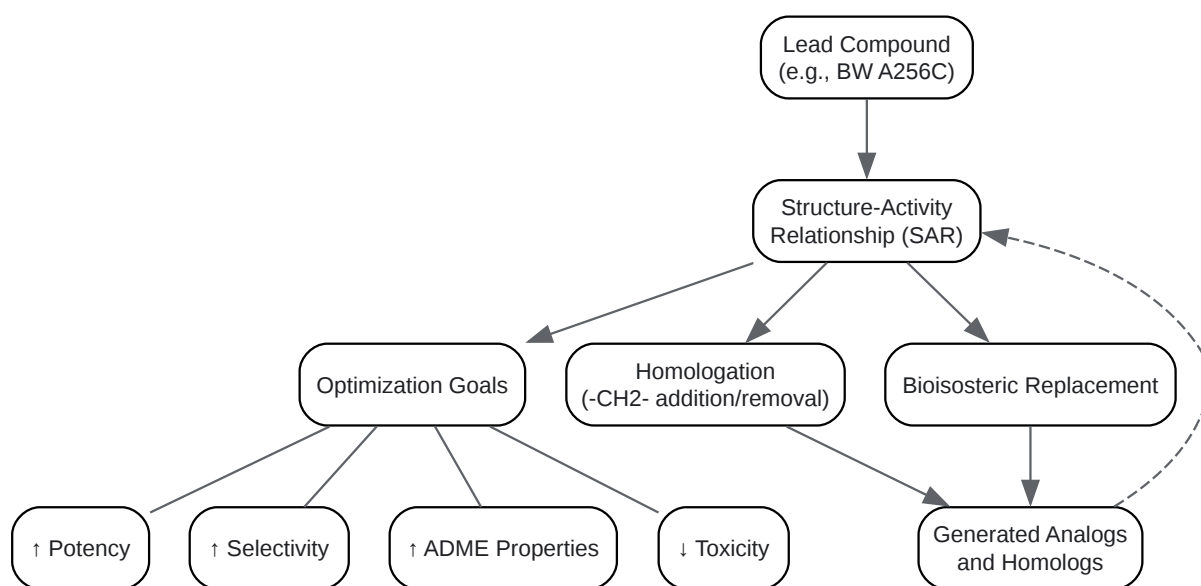 Lead Compound
(e.g., BW A256C)
Structure-Activity
Relationship (SAR)
Optimization Goals
Homologation
(-CH2- addition/removal)
Bioisosteric Replacement
↑ Potency
↑ Selectivity
↑ ADME Properties
↓ Toxicity
Generated Analogs
and Homologs